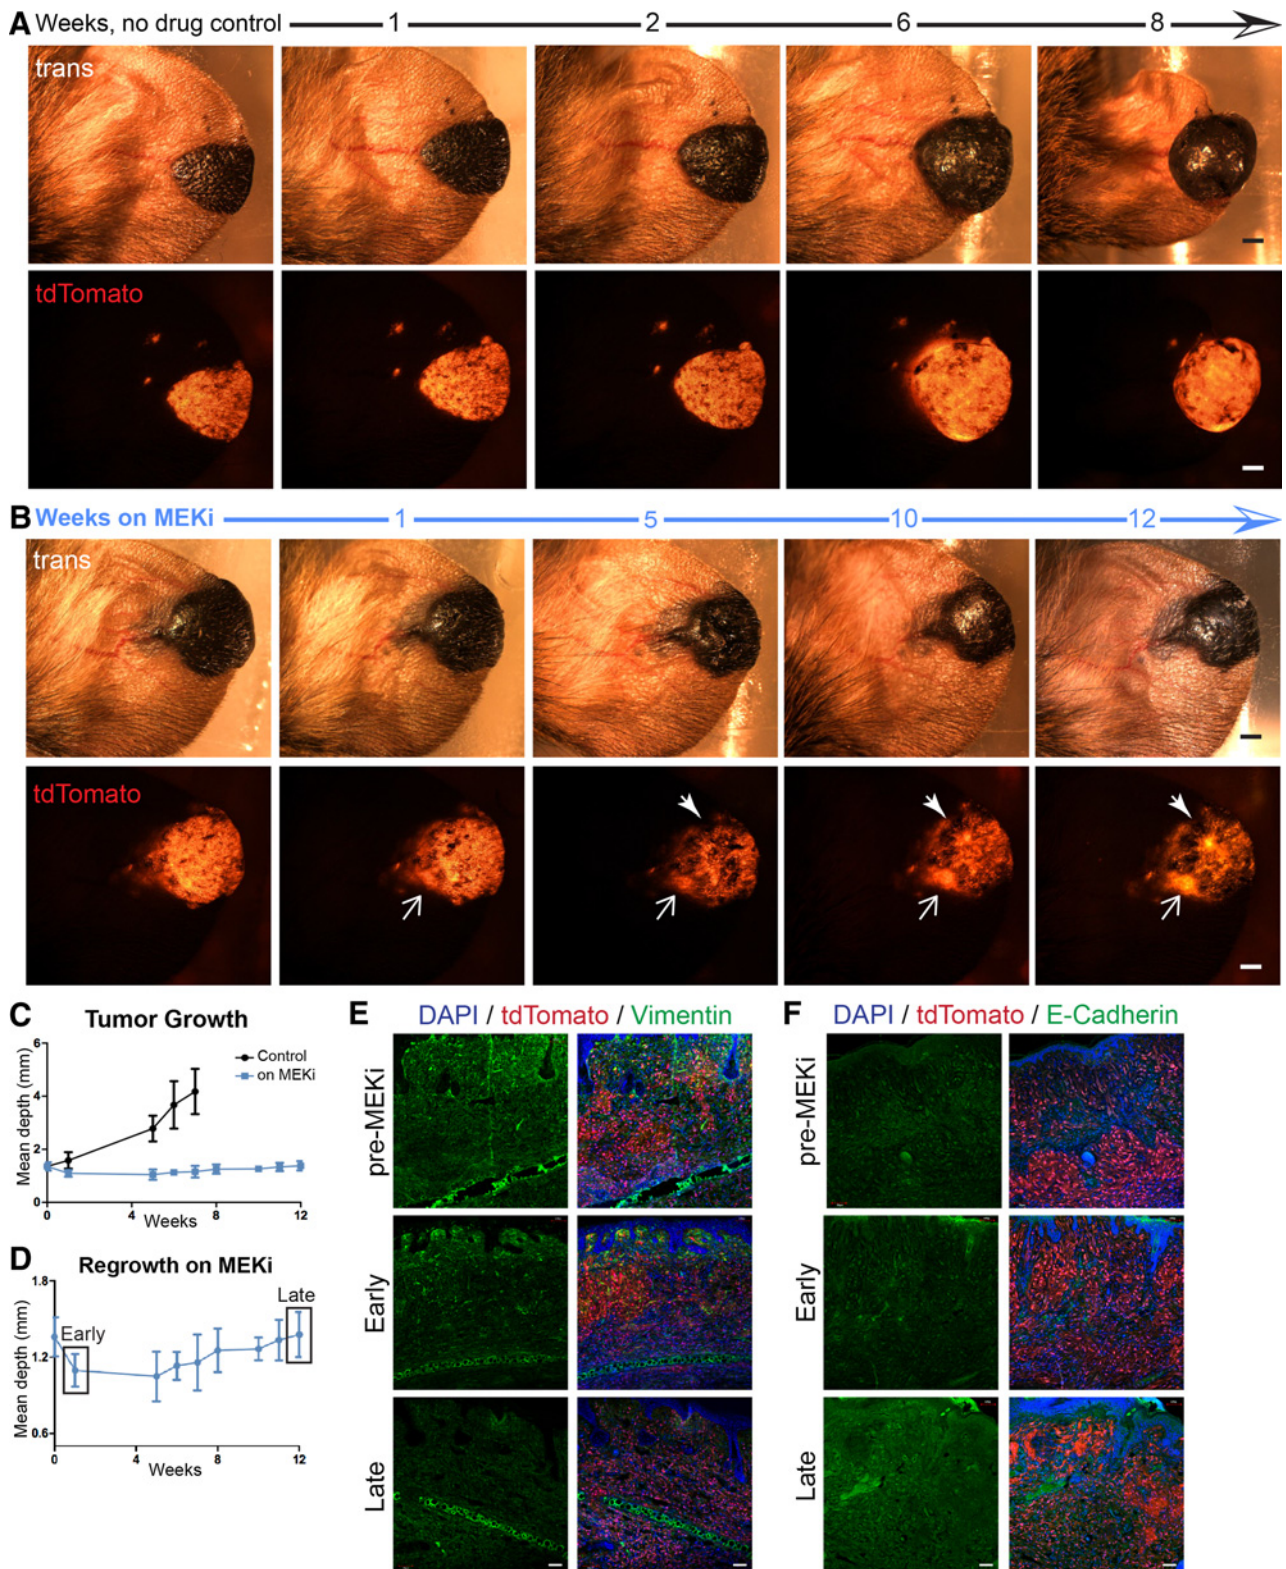 A Weeks, no drug control 1 2 6 8
trans
tdTomato
B Weeks on MEKi 1 5 10 12
trans
tdTomato
C Tumor Growth
Control
on MEKi
Mean depth (mm)
6
4
2
0
0 4 8 12
Weeks
D Regrowth on MEKi
Early
Late
Mean depth (mm)
1.8
1.2
0.6
0 4 8 12
Weeks
E DAPI / tdTomato / Vimentin
pre-MEKi
Early
Late
F DAPI / tdTomato / E-Cadherin
pre-MEKi
Early
Late